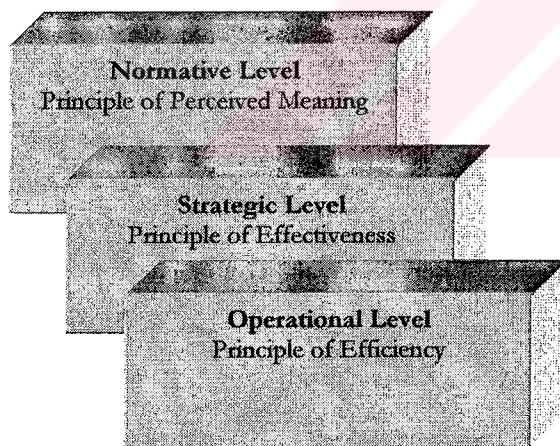 Normative Level
Principle of Perceived Meaning
Strategic Level
Principle of Effectiveness
Operational Level
Principle of Efficiency